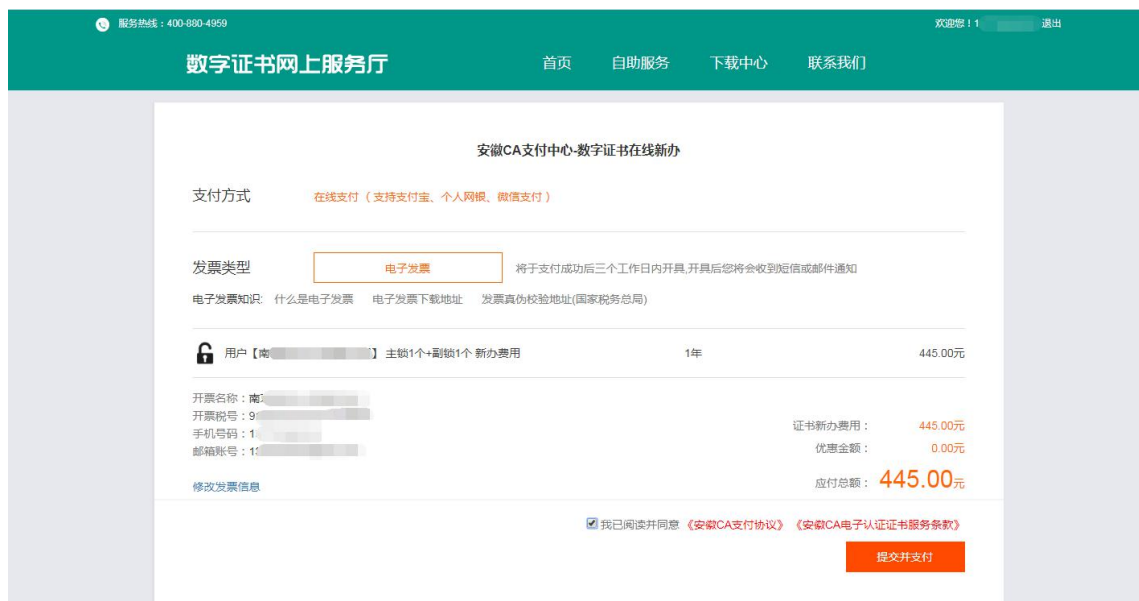 服务热线：400-880-4959 欢迎您！1 退出
数字证书网上服务厅 首页 自助服务 下载中心 联系我们
安徽CA支付中心-数字证书在线新办
支付方式 在线支付（支持支付宝、个人网银、微信支付）
发票类型 电子发票 将于支付成功后三个工作日内开具,开具后您将会收到短信或邮件通知
电子发票知识: 什么是电子发票 电子发票下载地址 发票真伪校验地址(国家税务总局)
用户【南 】主锁1个+副锁1个 新办费用 1年 445.00元
开票名称：南
开票税号：9
手机号码：1
邮箱账号：1
证书新办费用： 445.00元
优惠金额： 0.00元
修改发票信息 应付总额： 445.00元
我已阅读并同意《安徽CA支付协议》《安徽CA电子认证证书服务条款》
提交并支付